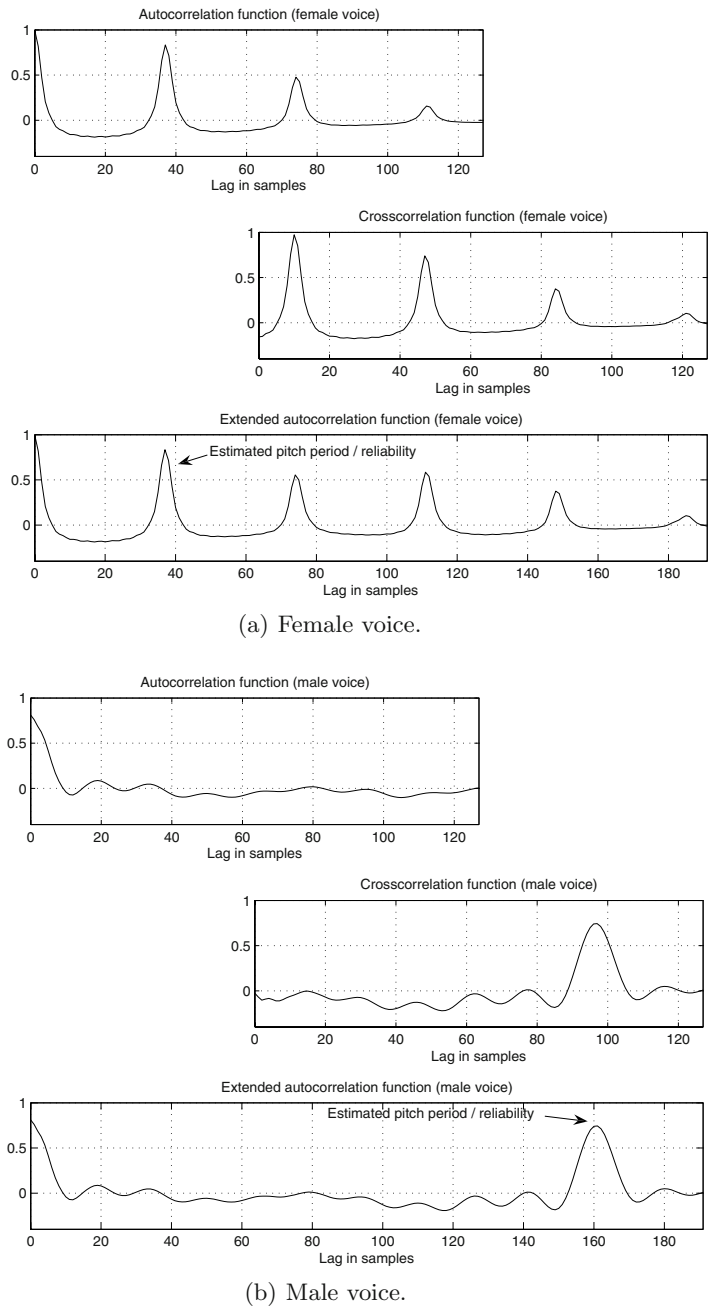 Autocorrelation function (female voice)
1
0.5
0
0 20 40 60 80 100 120
Lag in samples
Crosscorrelation function (female voice)
1
0.5
0
0 20 40 60 80 100 120
Lag in samples
Extended autocorrelation function (female voice)
1
Estimated pitch period / reliability
0.5
0
0 20 40 60 80 100 120 140 160 180
Lag in samples
(a) Female voice.
Autocorrelation function (male voice)
1
0.5
0
0 20 40 60 80 100 120
Lag in samples
Crosscorrelation function (male voice)
1
0.5
0
0 20 40 60 80 100 120
Lag in samples
Extended autocorrelation function (male voice)
1
Estimated pitch period / reliability
0.5
0
0 20 40 60 80 100 120 140 160 180
Lag in samples
(b) Male voice.